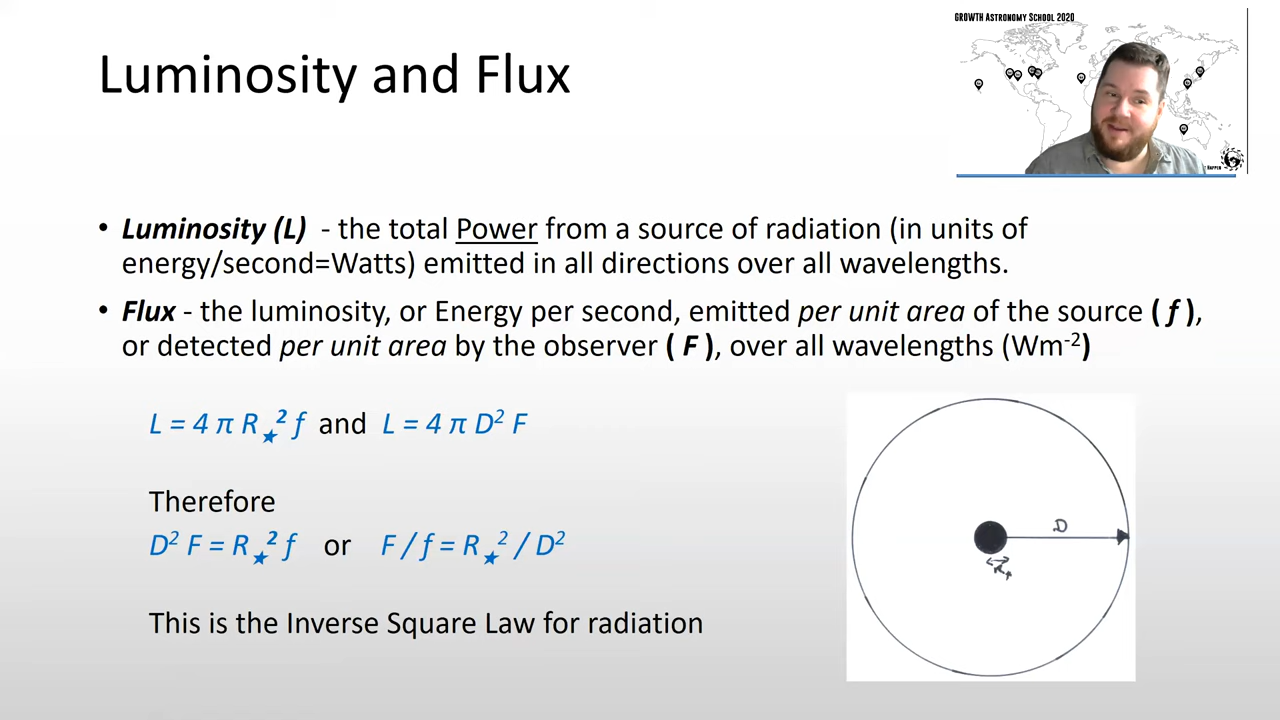 GROWTH ASTRONOMY SCHOOL 2020
Luminosity and Flux
HAPPEN
• Luminosity (L) - the total Power from a source of radiation (in units of
energy/second=Watts) emitted in all directions over all wavelengths.
• Flux - the luminosity, or Energy per second, emitted per unit area of the source ( f ),
or detected per unit area by the observer ( F ), over all wavelengths (Wm⁻²)
L = 4 π R★² f and L = 4 π D² F
Therefore
D² F = R★² f or F / f = R★² / D²
This is the Inverse Square Law for radiation
D
R★